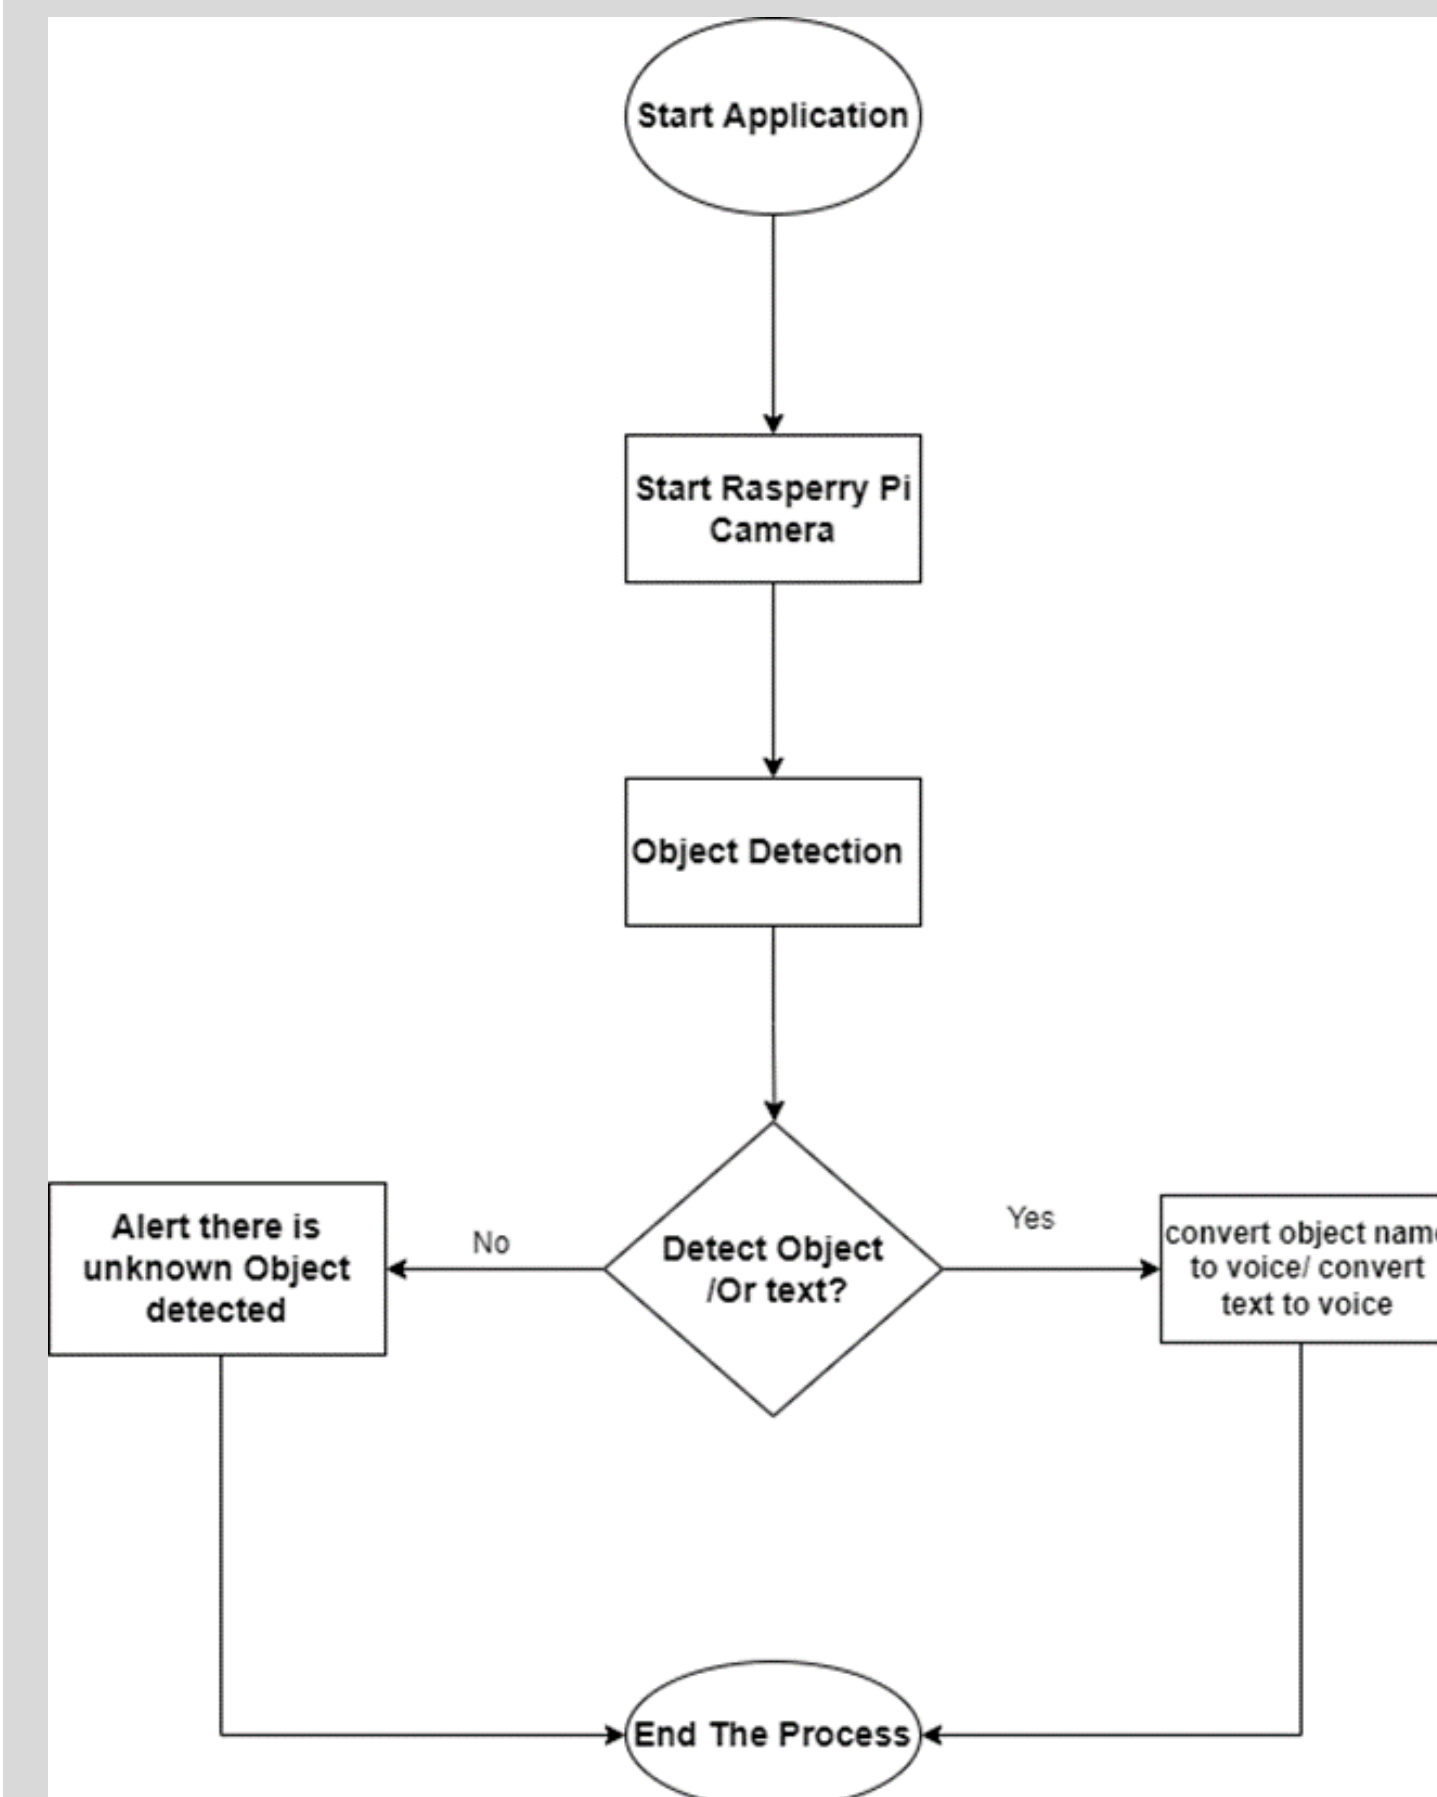 Start Application
Start Rasperry Pi
Camera
Object Detection
Alert there is
unknown Object
detected
No
Detect Object
/Or text?
Yes
convert object name
to voice/ convert
text to voice
End The Process